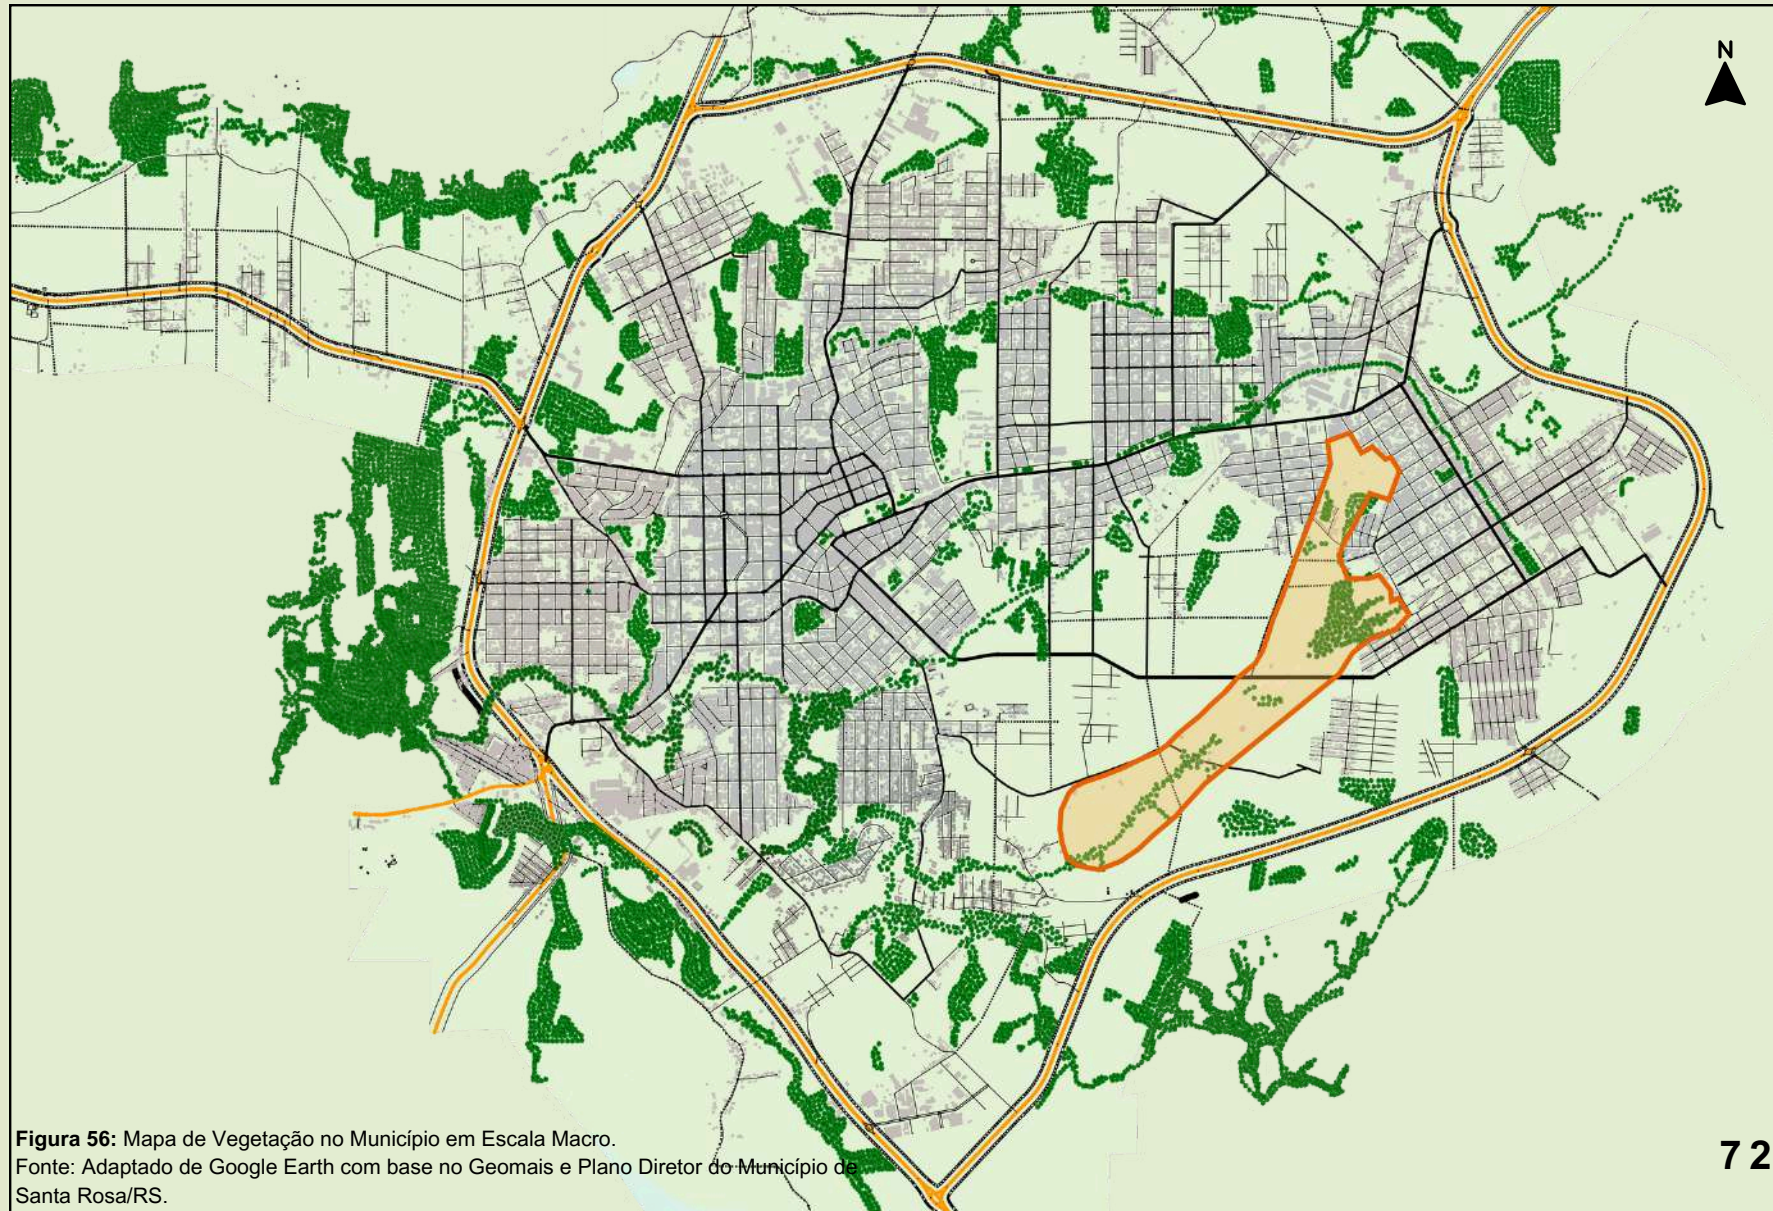 N
Figura 56: Mapa de Vegetação no Município em Escala Macro.
Fonte: Adaptado de Google Earth com base no Geomais e Plano Diretor do Município de
Santa Rosa/RS.
72